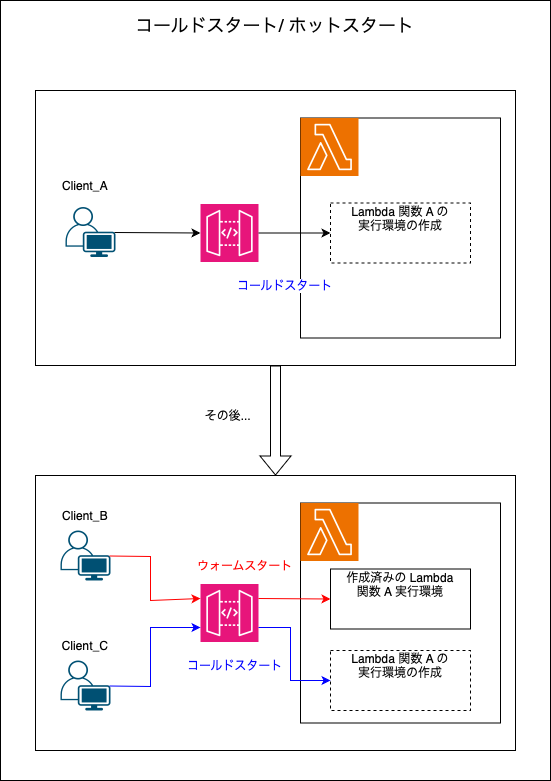 コールドスタート/ ホットスタート
Client_A
Lambda 関数 A の
実行環境の作成
コールドスタート
その後...
Client_B
ウォームスタート
作成済みの Lambda
関数 A 実行環境
Client_C
コールドスタート
Lambda 関数 A の
実行環境の作成